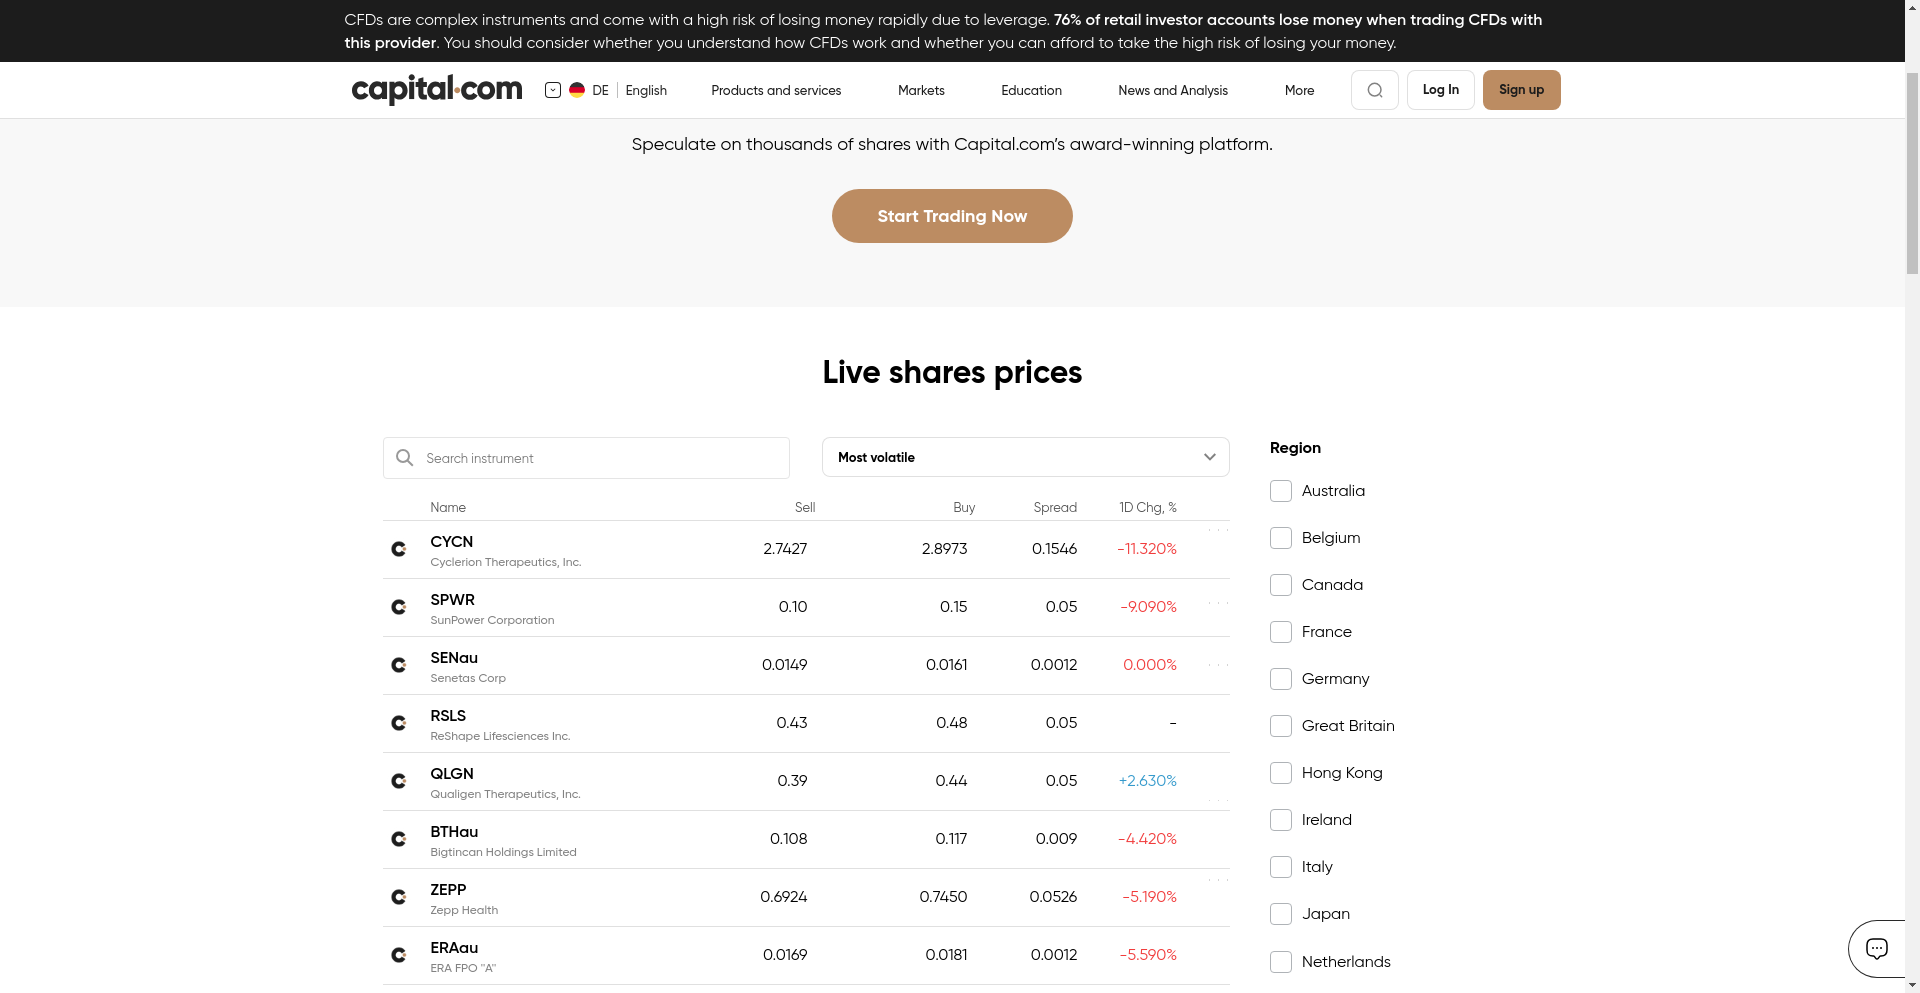 CFDs are complex instruments and come with a high risk of losing money rapidly due to leverage. 76% of retail investor accounts lose money when trading CFDs with
this provider. You should consider whether you understand how CFDs work and whether you can afford to take the high risk of losing your money.
capital.com
DE English
Products and services
Markets
Education
News and Analysis
More
Log In
Sign up
Speculate on thousands of shares with Capital.com’s award-winning platform.
Start Trading Now
Live shares prices
Search instrument
Most volatile
Name Sell Buy Spread 1D Chg, %
CYCN 2.7427 2.8973 0.1546 -11.320%
Cyclerion Therapeutics, Inc.
SPWR 0.10 0.15 0.05 -9.090%
SunPower Corporation
SENau 0.0149 0.0161 0.0012 0.000%
Senetas Corp
RSLS 0.43 0.48 0.05 -
ReShape Lifesciences Inc.
QLGN 0.39 0.44 0.05 +2.630%
Qualigen Therapeutics, Inc.
BTHau 0.108 0.117 0.009 -4.420%
Bigtincan Holdings Limited
ZEPP 0.6924 0.7450 0.0526 -5.190%
Zepp Health
ERAau 0.0169 0.0181 0.0012 -5.590%
ERA FPO "A"
Region
Australia
Belgium
Canada
France
Germany
Great Britain
Hong Kong
Ireland
Italy
Japan
Netherlands